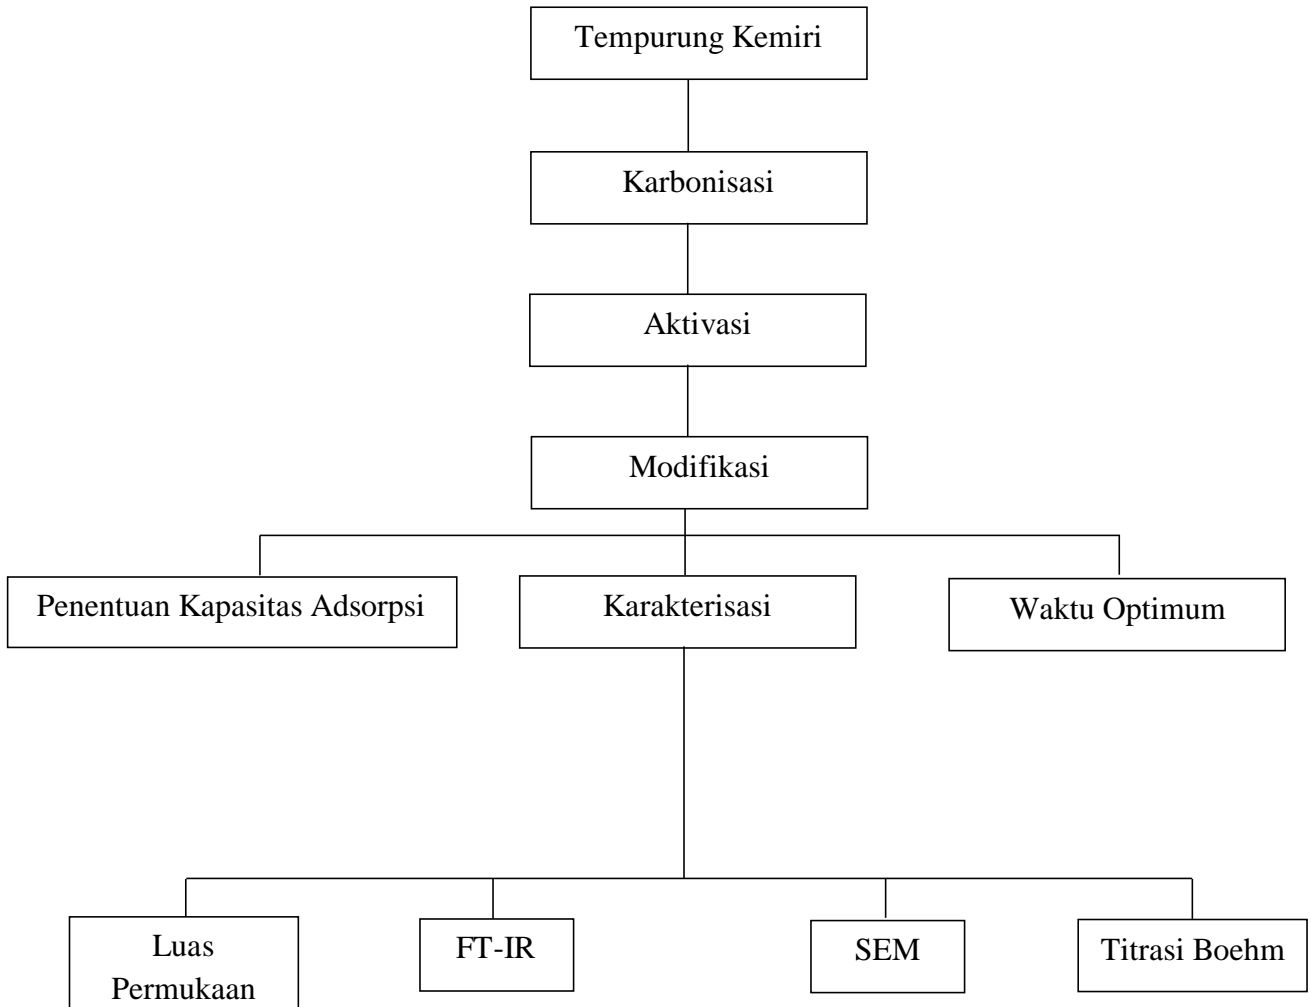 Tempurung Kemiri
Karbonisasi
Aktivasi
Modifikasi
Penentuan Kapasitas Adsorpsi
Karakterisasi
Waktu Optimum
Luas
Permukaan
FT-IR
SEM
Titrasi Boehm